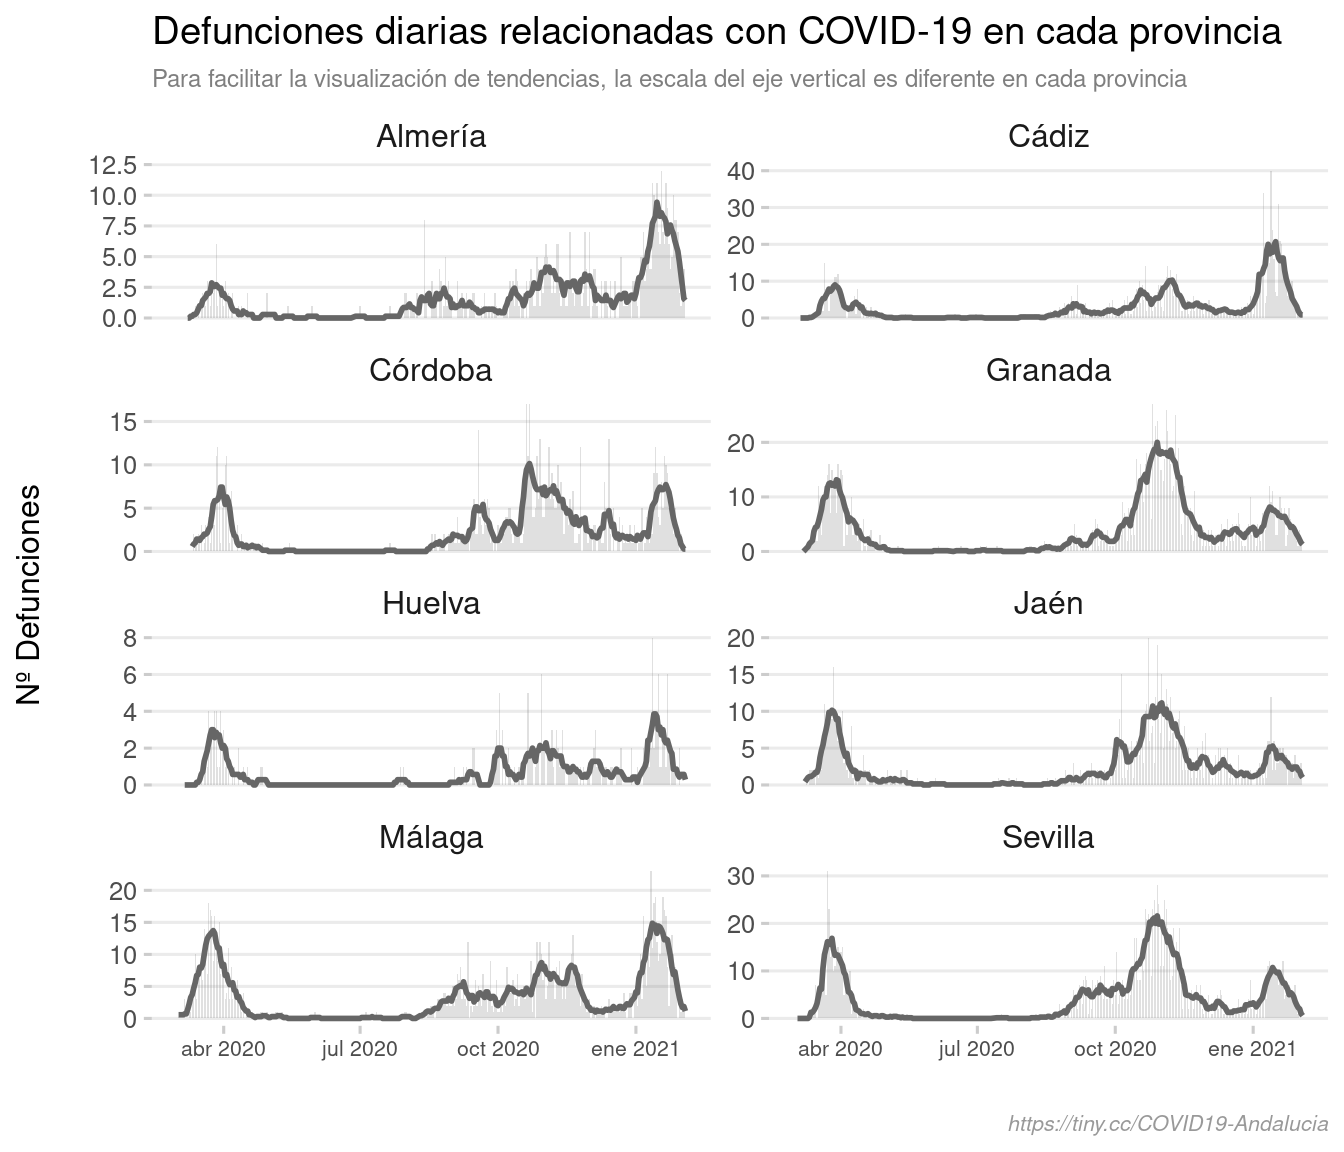 Defunciones diarias relacionadas con COVID-19 en cada provincia
Para facilitar la visualización de tendencias, la escala del eje vertical es diferente en cada provincia
Nº Defunciones
Almería
12.5
10.0
7.5
5.0
2.5
0.0
Cádiz
40
30
20
10
0
Córdoba
15
10
5
0
Granada
20
10
0
Huelva
8
6
4
2
0
Jaén
20
15
10
5
0
Málaga
20
15
10
5
0
abr 2020 jul 2020 oct 2020 ene 2021
Sevilla
30
20
10
0
abr 2020 jul 2020 oct 2020 ene 2021
https://tiny.cc/COVID19-Andalucia